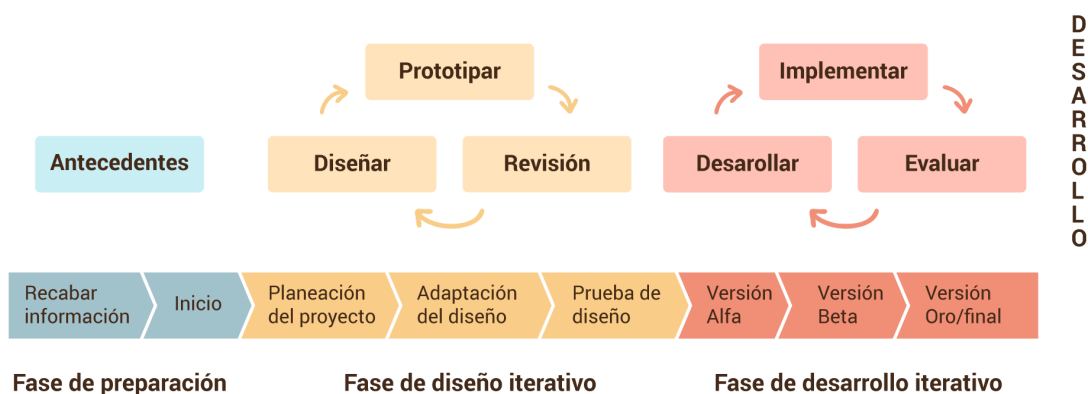 Prototipar
Implementar
Antecedentes
Diseñar
Revisión
Desarollar
Evaluar
DESARROLLO
Recabar
información
Inicio
Planeación
del proyecto
Adaptación
del diseño
Prueba de
diseño
Versión
Alfa
Versión
Beta
Versión
Oro/final
Fase de preparación
Fase de diseño iterativo
Fase de desarrollo iterativo